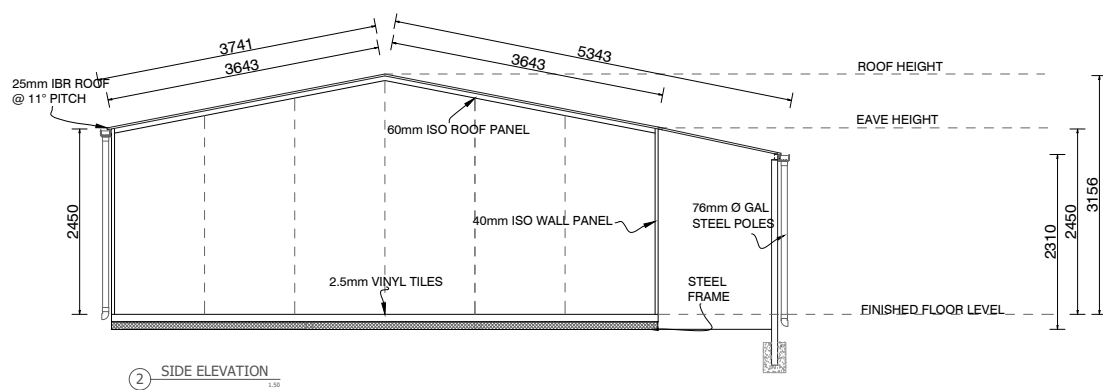 3741
3643
3643
5343
ROOF HEIGHT
25mm IBR ROOF
@ 11° PITCH
60mm ISO ROOF PANEL
EAVE HEIGHT
2450
40mm ISO WALL PANEL
76mm Ø GAL
STEEL POLES
2310
2450
3156
2.5mm VINYL TILES
STEEL
FRAME
FINISHED FLOOR LEVEL
2
SIDE ELEVATION
1:50